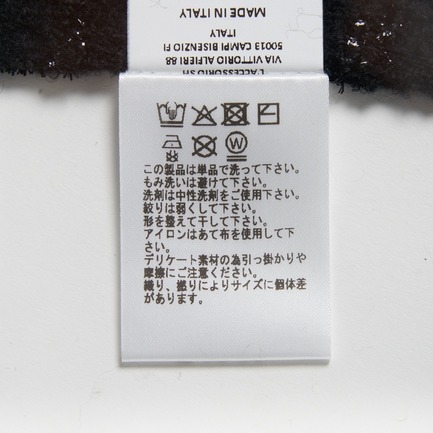 MADE IN ITALY
ITALY
50013 CAMPI BISENZIO FI
VIA VITTORIO ALFIERI 88
L'ACCESSORIO Srl
この製品は単品で洗って下さい。
もみ洗いは避けて下さい。
洗剤は中性洗剤をご使用下さい。
絞りは弱くして下さい。
形を整えて干して下さい。
アイロンはあて布を使用して下
さい。
デリケート素材の為引っ掛かりや
摩擦にご注意ください。
織り、撚りによりサイズに個体差
があります。